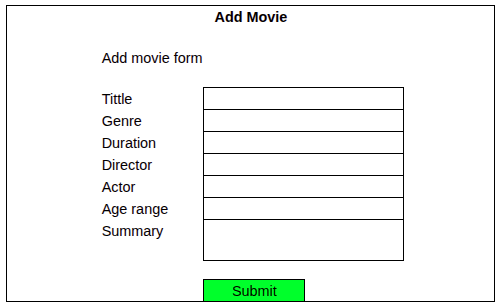 Add Movie
Add movie form
Tittle
Genre
Duration
Director
Actor
Age range
Summary
Submit